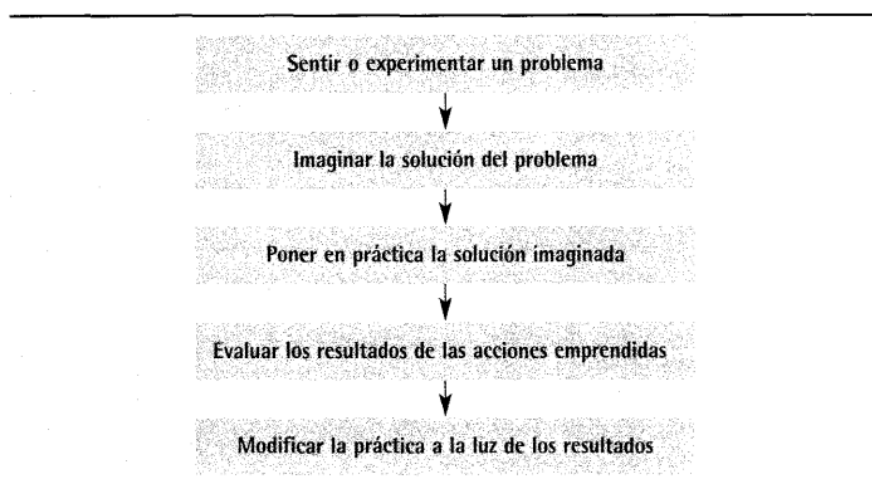 Sentir o experimentar un problema
Imaginar la solución del problema
Poner en práctica la solución imaginada
Evaluar los resultados de las acciones emprendidas
Modificar la práctica a la luz de los resultados